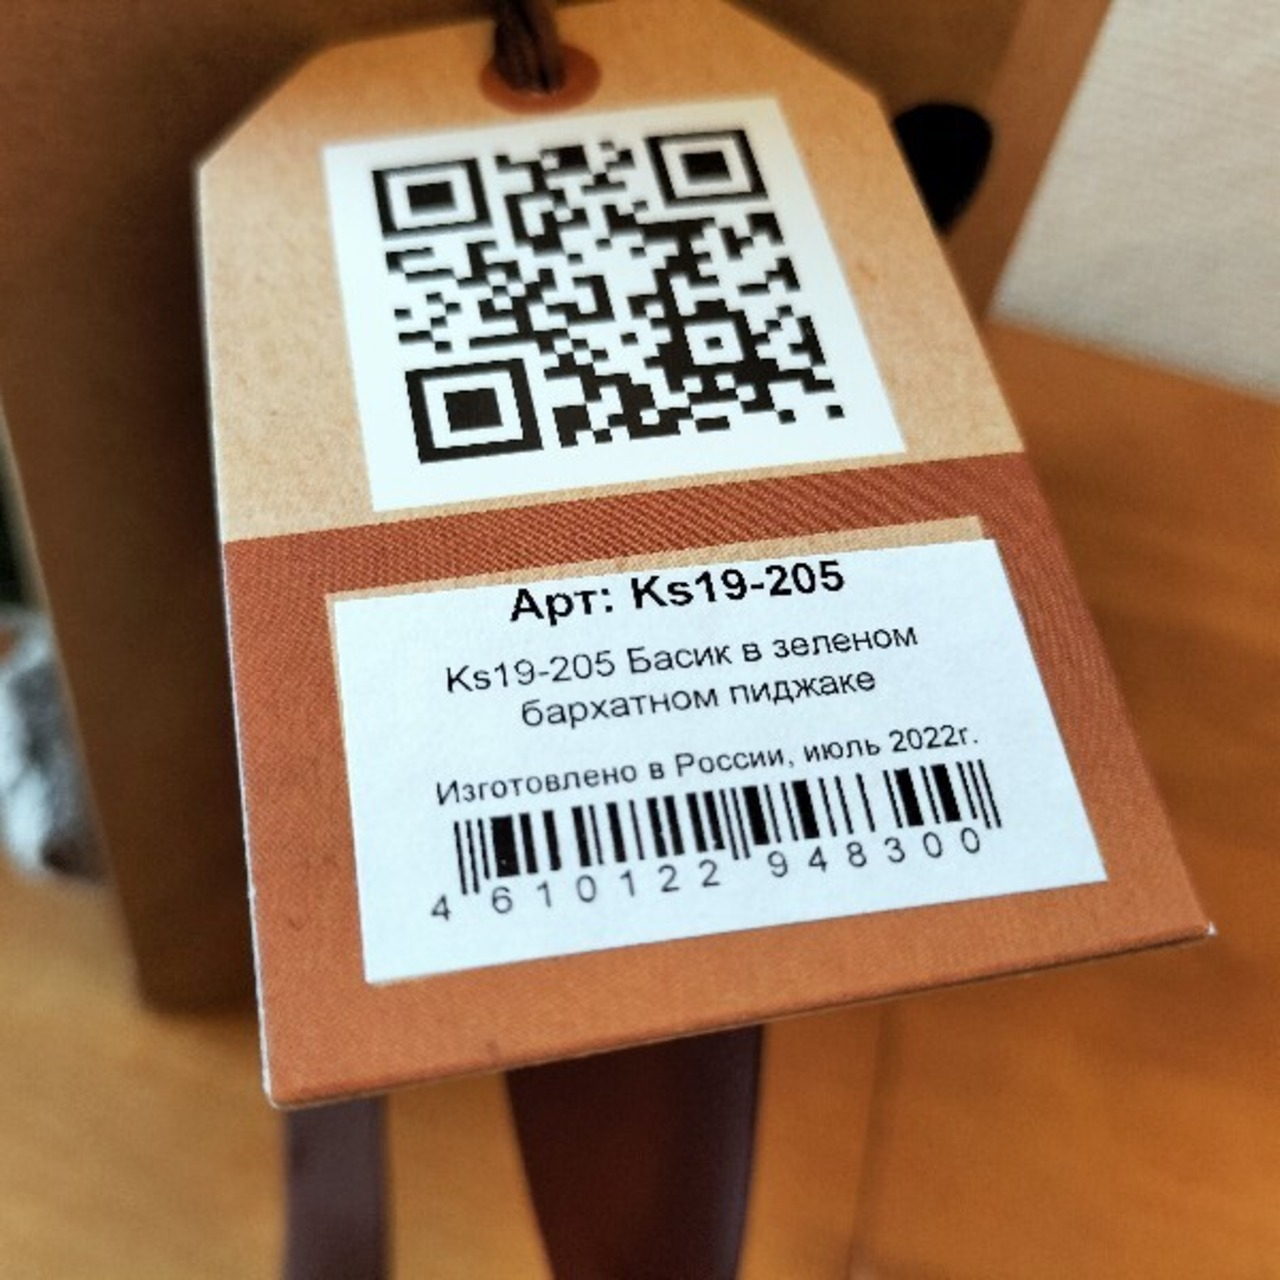 Арт: Ks19-205
Ks19-205 Басик в зеленом
бархатном пиджаке
Изготовлено в России, июль 2022г.
4 610122 948300